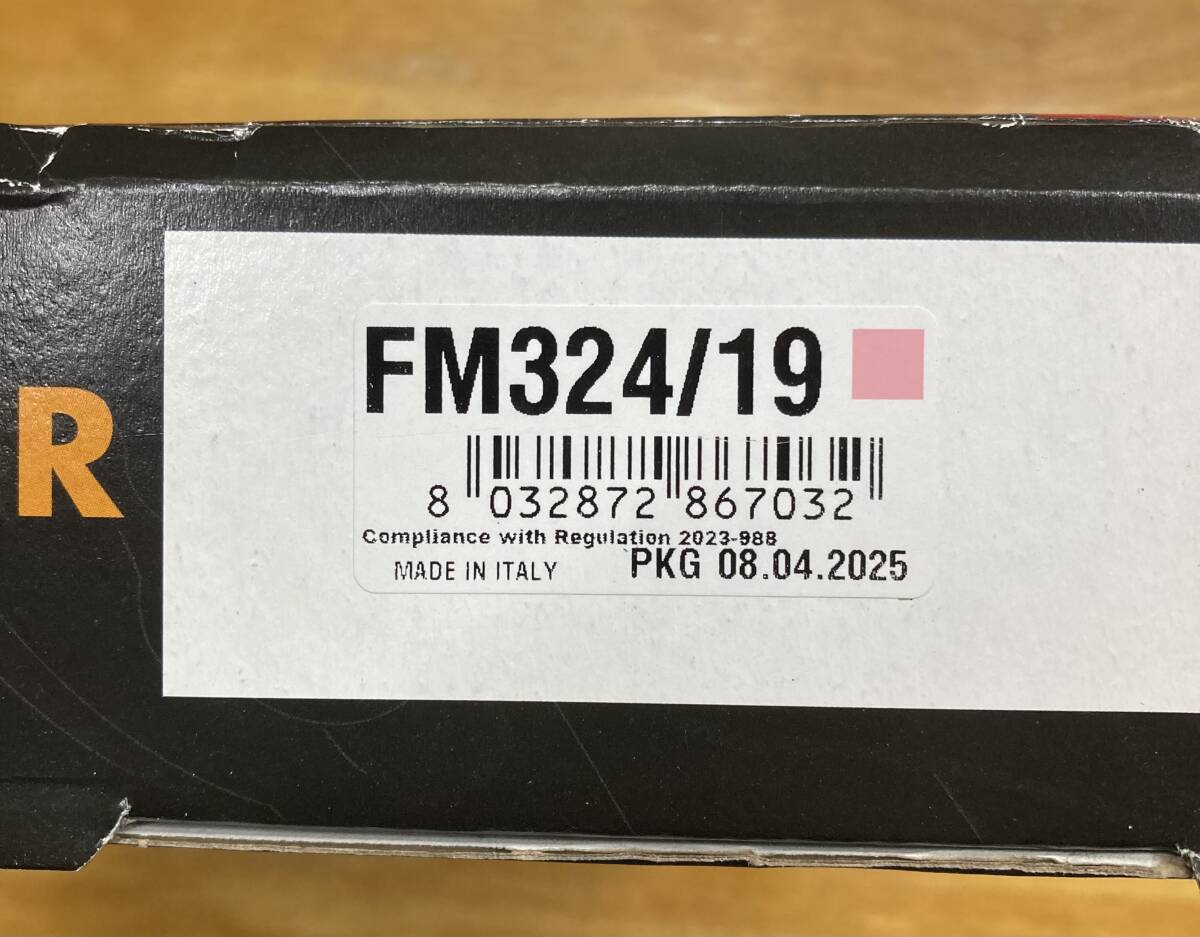 FM324/19
R
8 032872 867032
Compliance with Regulation 2023-988
MADE IN ITALY PKG 08.04.2025